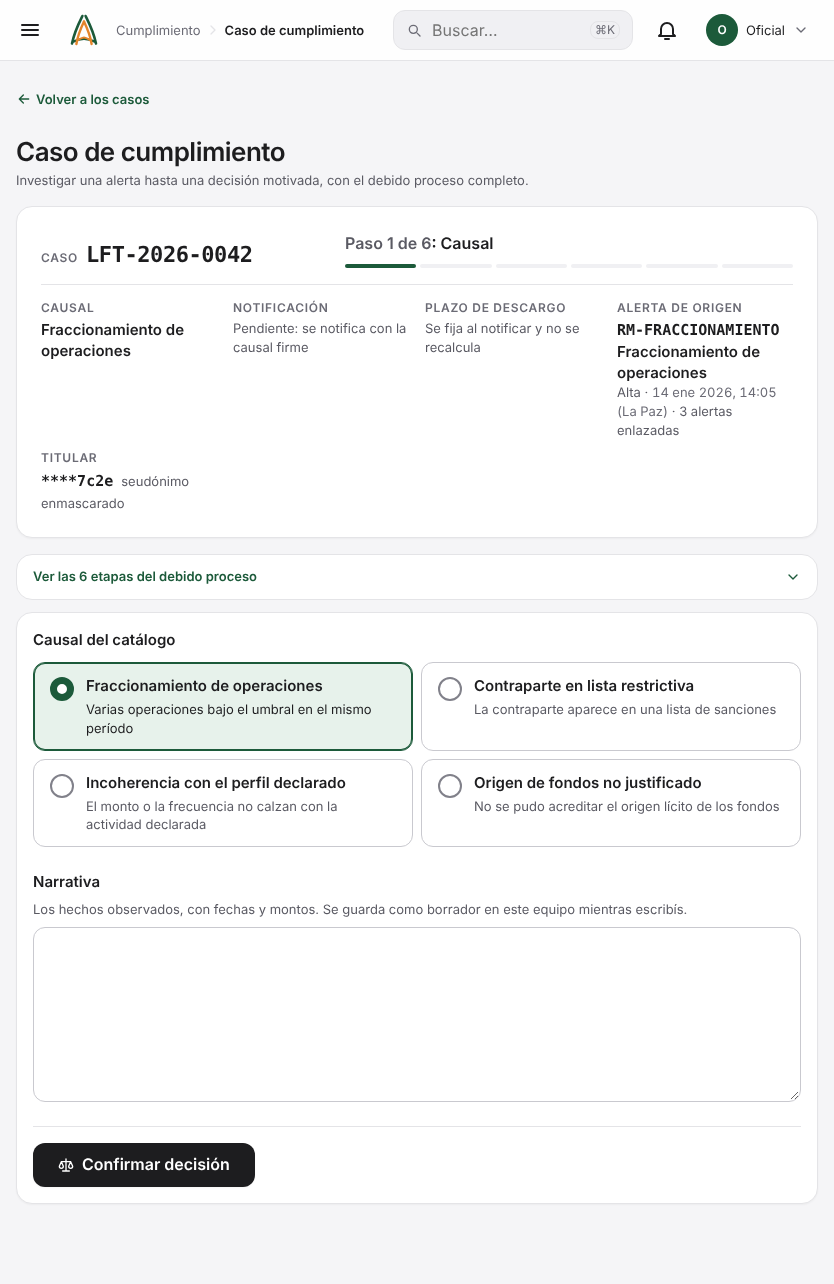 Cumplimiento
Caso de cumplimiento
Buscar...
⌘K
O
Oficial
← Volver a los casos
Caso de cumplimiento
Investigar una alerta hasta una decisión motivada, con el debido proceso completo.
CASO LFT-2026-0042
Paso 1 de 6: Causal
CAUSAL
Fraccionamiento de
operaciones
NOTIFICACIÓN
Pendiente: se notifica con la
causal firme
PLAZO DE DESCARGO
Se fija al notificar y no se
recalcula
ALERTA DE ORIGEN
RM-FRACCIONAMIENTO
Fraccionamiento de
operaciones
Alta · 14 ene 2026, 14:05
(La Paz) · 3 alertas
enlazadas
TITULAR
****7c2e seudónimo
enmascarado
Ver las 6 etapas del debido proceso
Causal del catálogo
Fraccionamiento de operaciones
Varias operaciones bajo el umbral en el mismo
período
Contraparte en lista restrictiva
La contraparte aparece en una lista de sanciones
Incoherencia con el perfil declarado
El monto o la frecuencia no calzan con la
actividad declarada
Origen de fondos no justificado
No se pudo acreditar el origen lícito de los fondos
Narrativa
Los hechos observados, con fechas y montos. Se guarda como borrador en este equipo mientras escribís.
Confirmar decisión